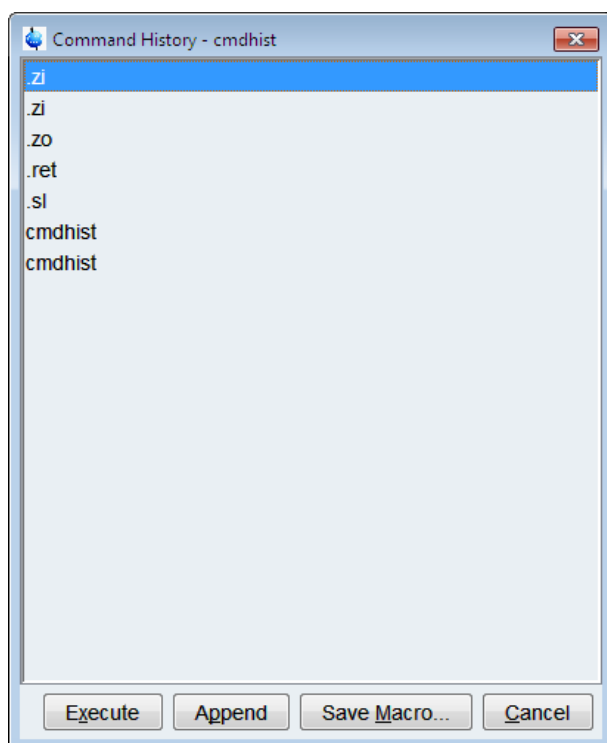 Command History - cmdhist
.zi
.zi
.zo
.ret
.sl
cmdhist
cmdhist
Execute Append Save Macro... Cancel